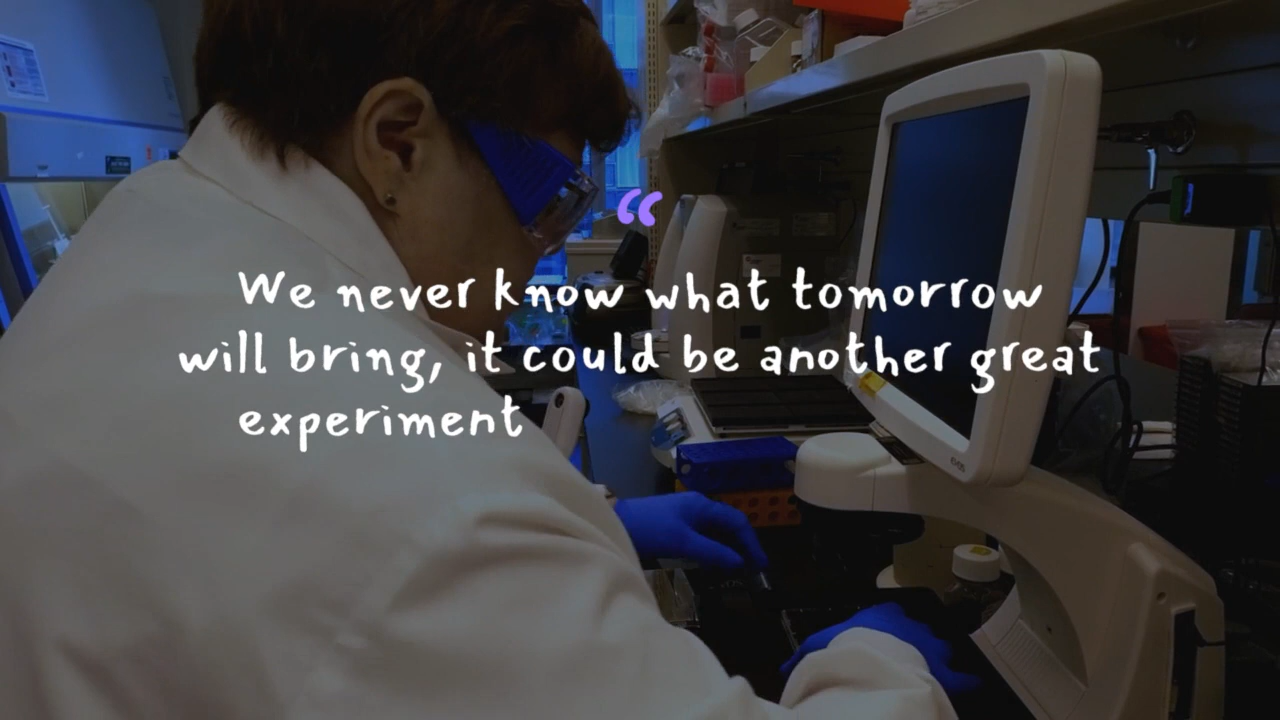 “
We never know what tomorrow
will bring, it could be another great
experiment